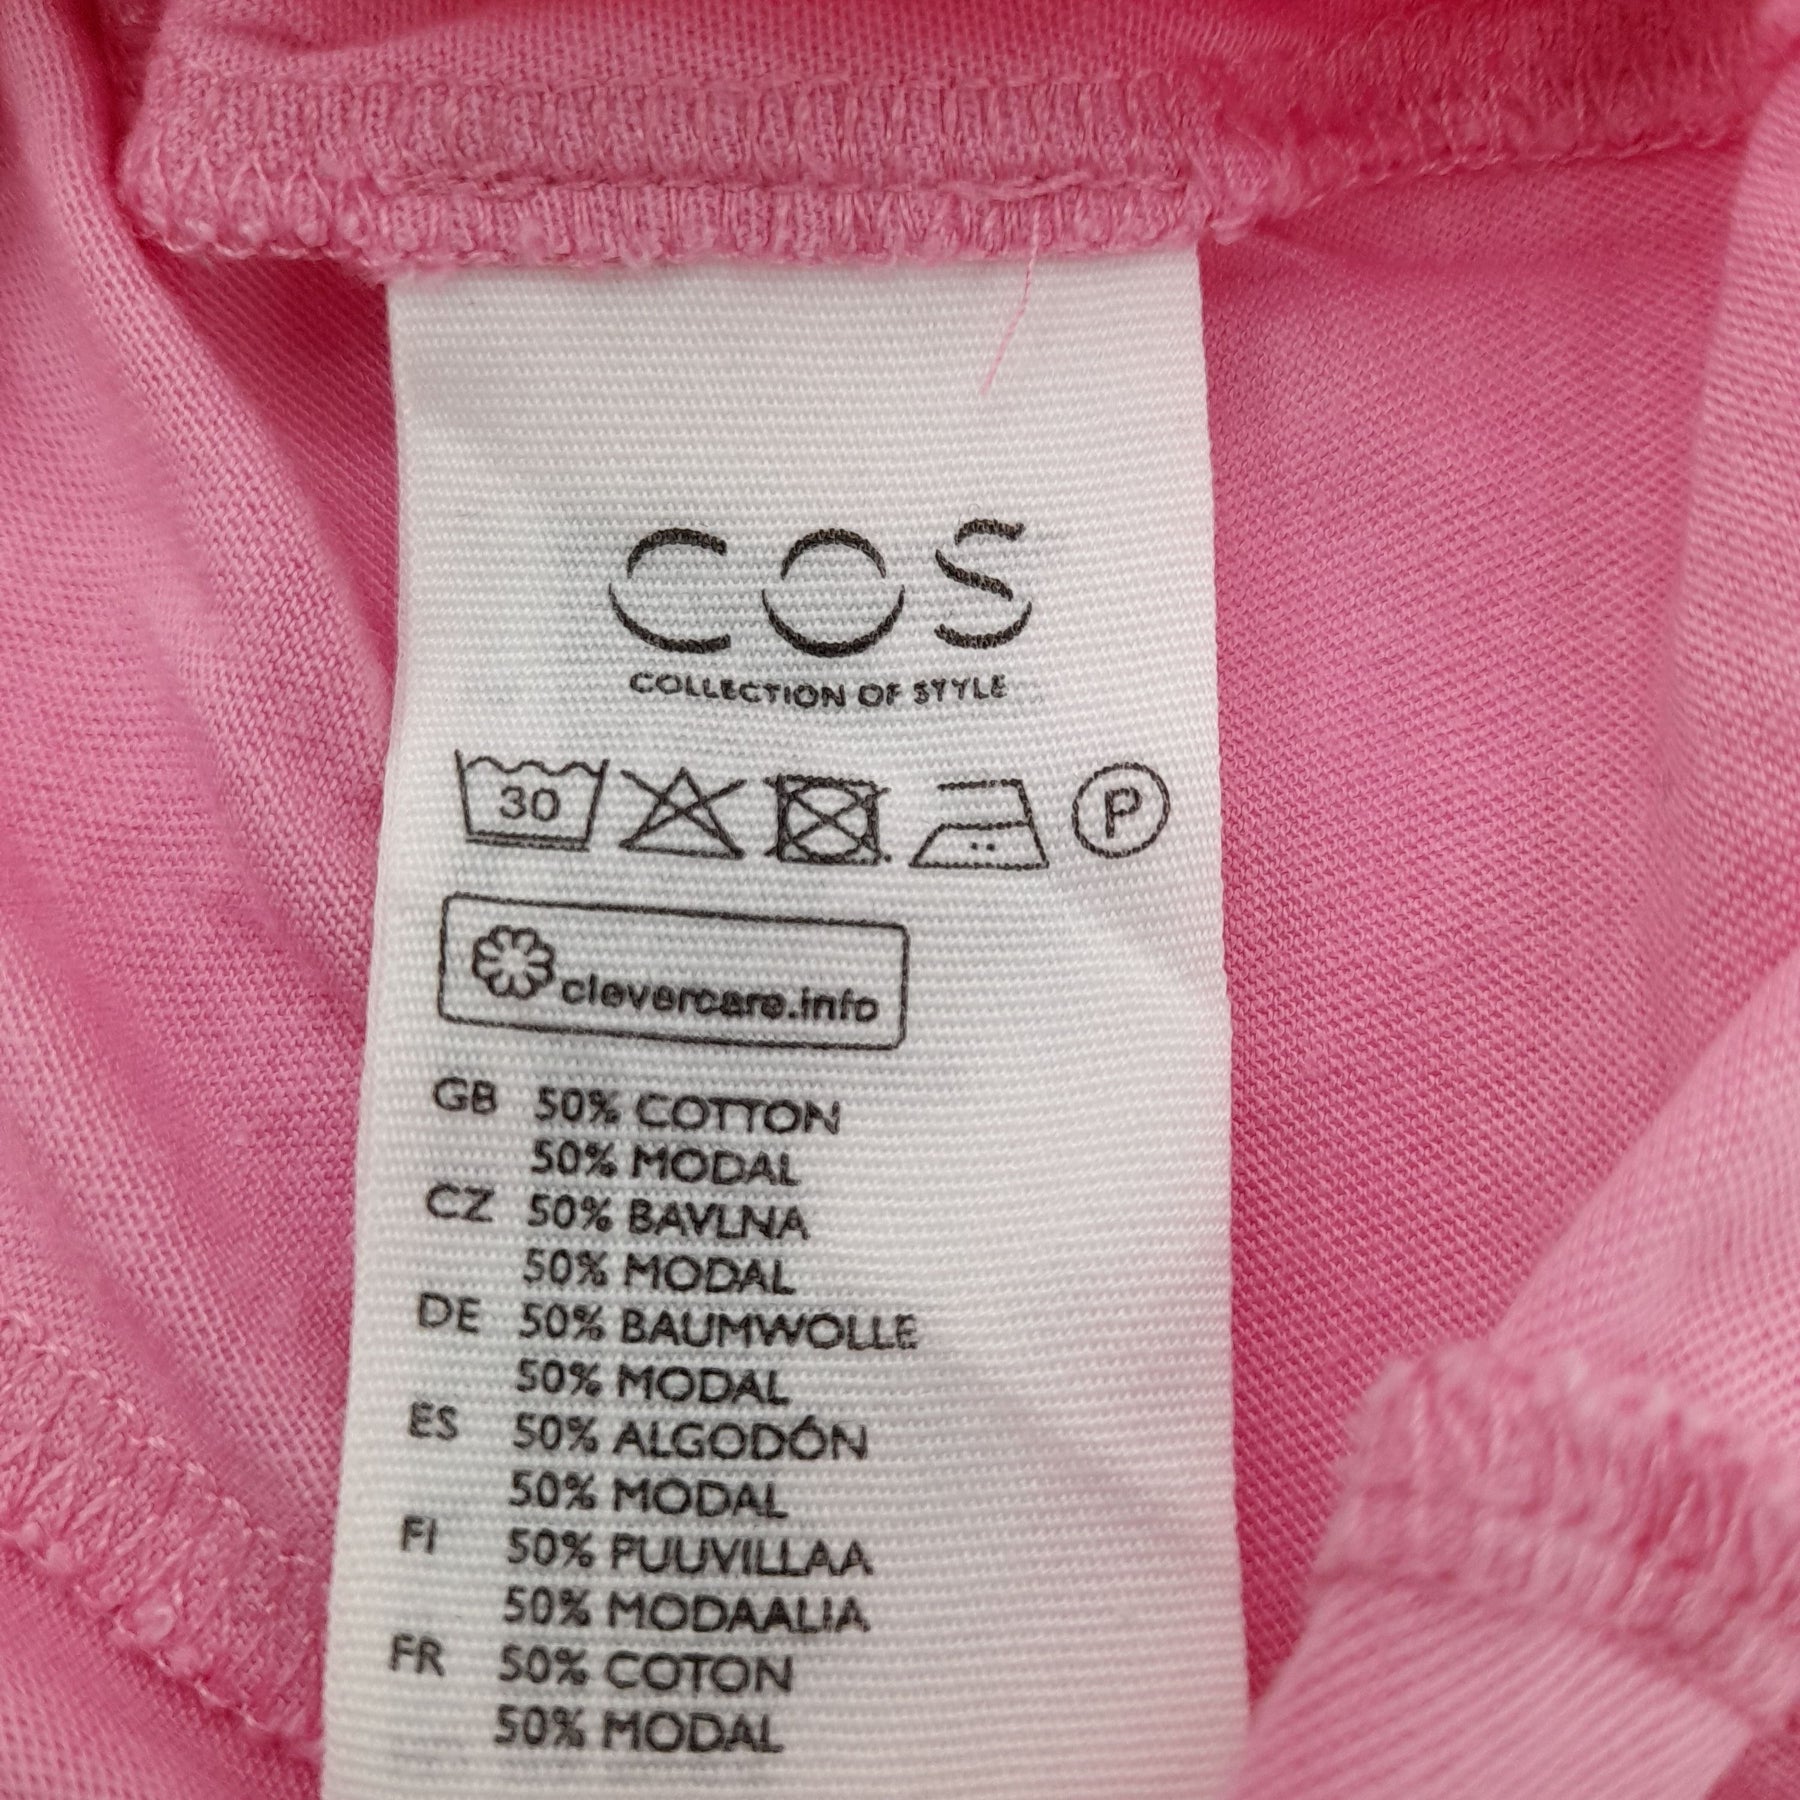 COS
COLLECTION OF STYLE
30 P
clevercare.info
GB 50% COTTON
50% MODAL
CZ 50% BAVLNA
50% MODAL
DE 50% BAUMWOLLE
50% MODAL
ES 50% ALGODÓN
50% MODAL
FI 50% PUUVILLAA
50% MODAALIA
FR 50% COTON
50% MODAL